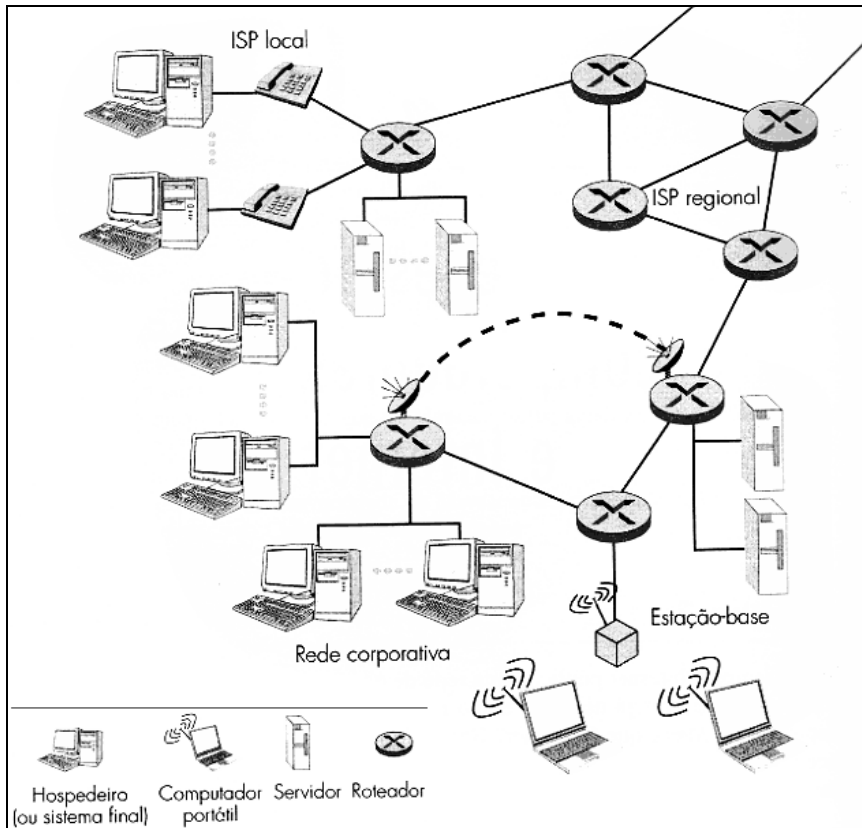 ISP local
ISP regional
Estação-base
Rede corporativa
Hospedeiro
(ou sistema final)
Computador
portátil
Servidor
Roteador